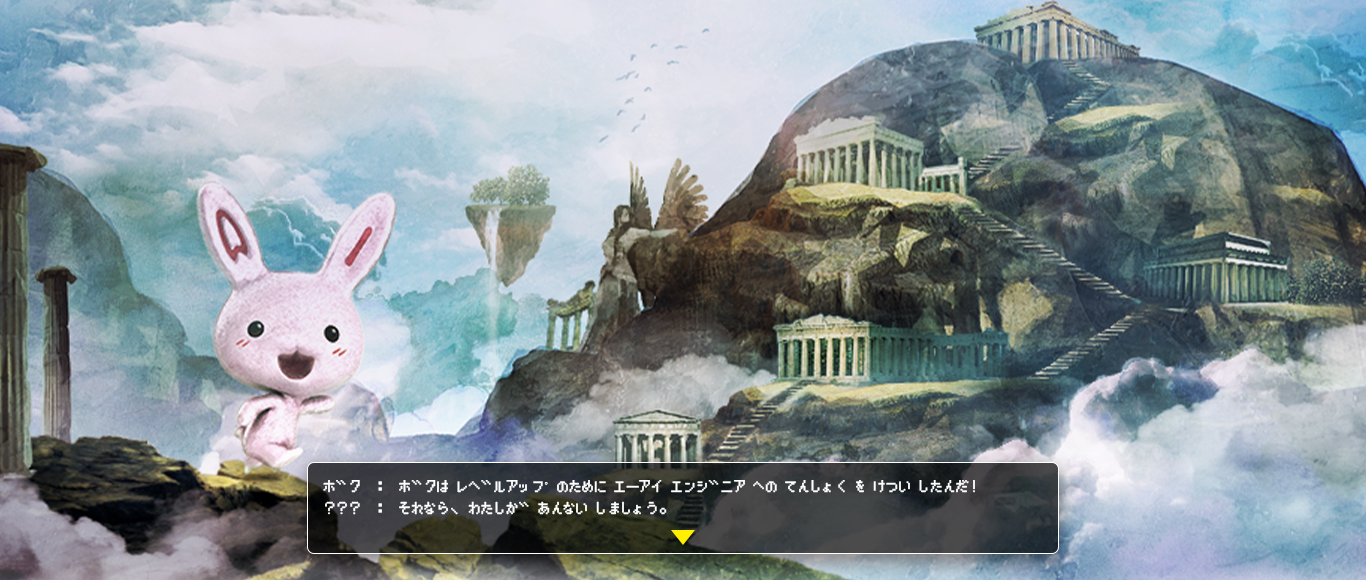 ボク : ボクは レベルアップ のために エーアイ エンジニア への てんしょく を けつい したんだ!
??? : それなら、わたしが あんない しましょう。